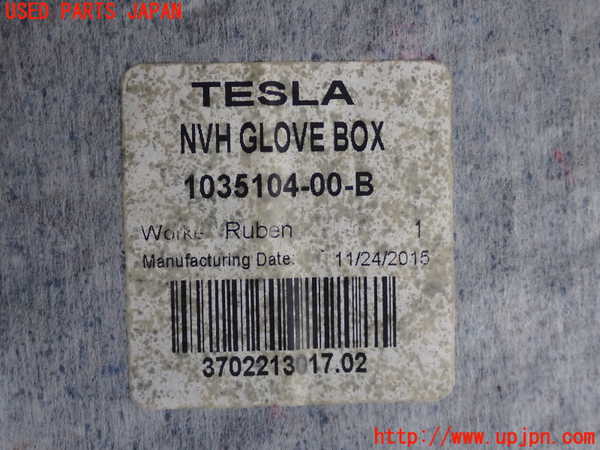 USED PARTS JAPAN
TESLA
NVH GLOVE BOX
1035104-00-B
Ruben 1
Manufacturing Date: 11/24/2015
3702213017.02
http://www.upjpn.com